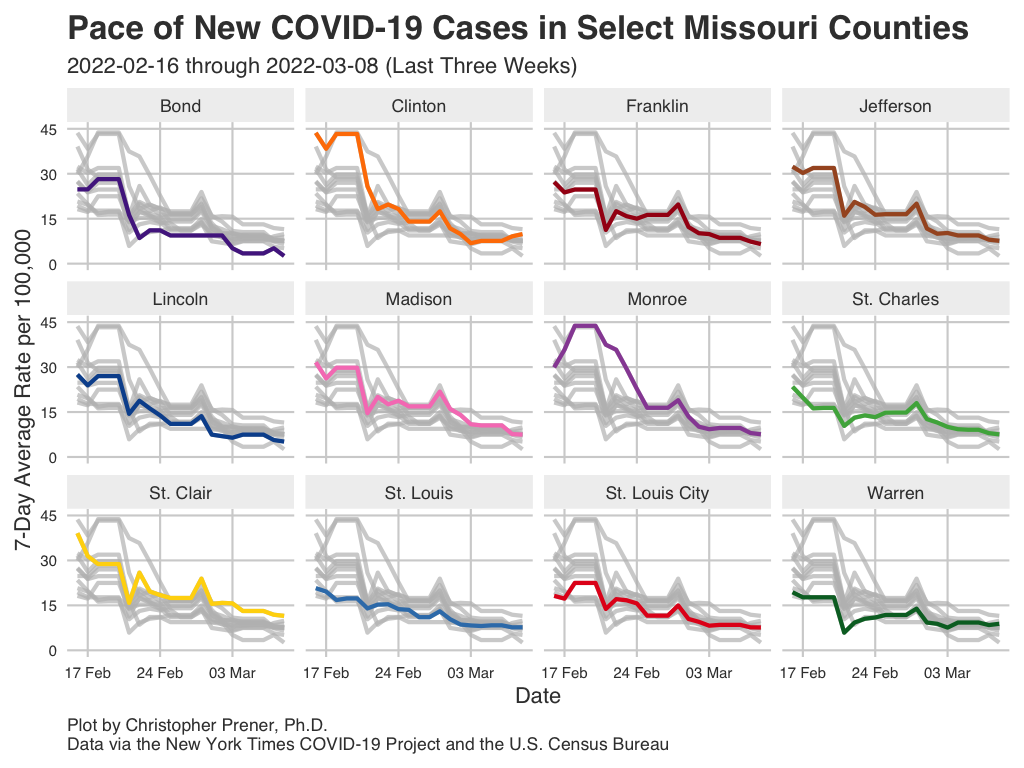 Pace of New COVID-19 Cases in Select Missouri Counties
2022-02-16 through 2022-03-08 (Last Three Weeks)
7-Day Average Rate per 100,000
Bond Clinton Franklin Jefferson
45
30
15
0
Lincoln Madison Monroe St. Charles
45
30
15
0
St. Clair St. Louis St. Louis City Warren
45
30
15
0
17 Feb 24 Feb 03 Mar 17 Feb 24 Feb 03 Mar 17 Feb 24 Feb 03 Mar 17 Feb 24 Feb 03 Mar
Date
Plot by Christopher Prener, Ph.D.
Data via the New York Times COVID-19 Project and the U.S. Census Bureau